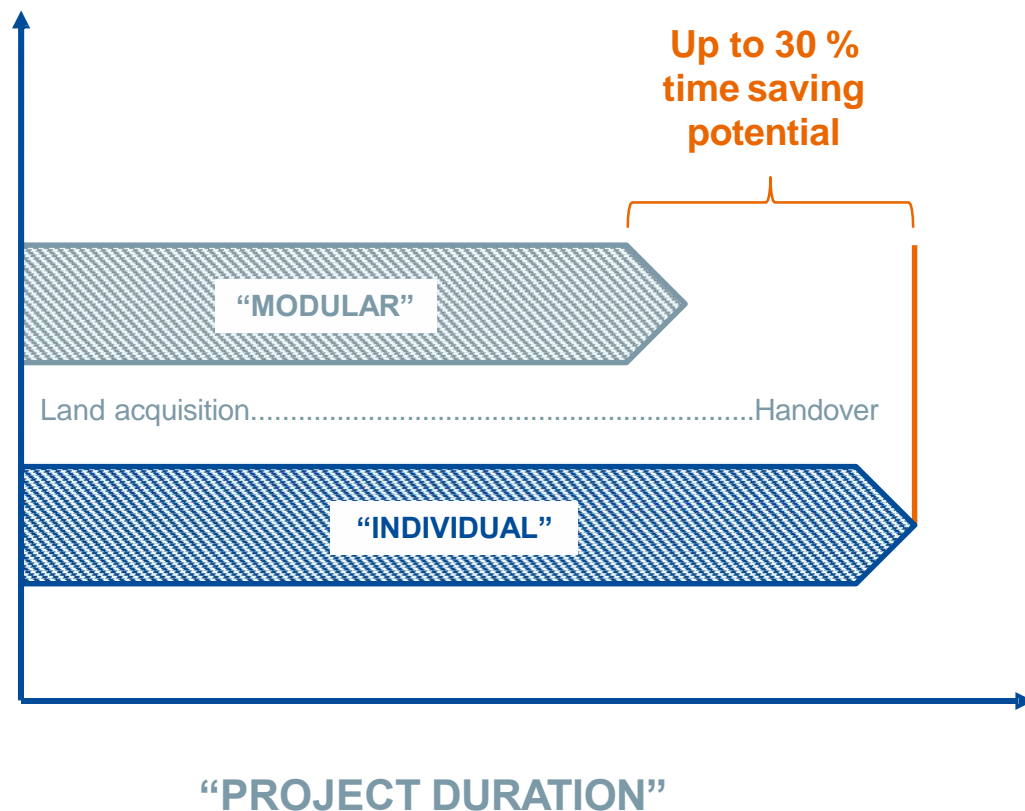 Up to 30 %
time saving
potential
“MODULAR”
Land acquisition.............................................................Handover
“INDIVIDUAL”
“PROJECT DURATION”